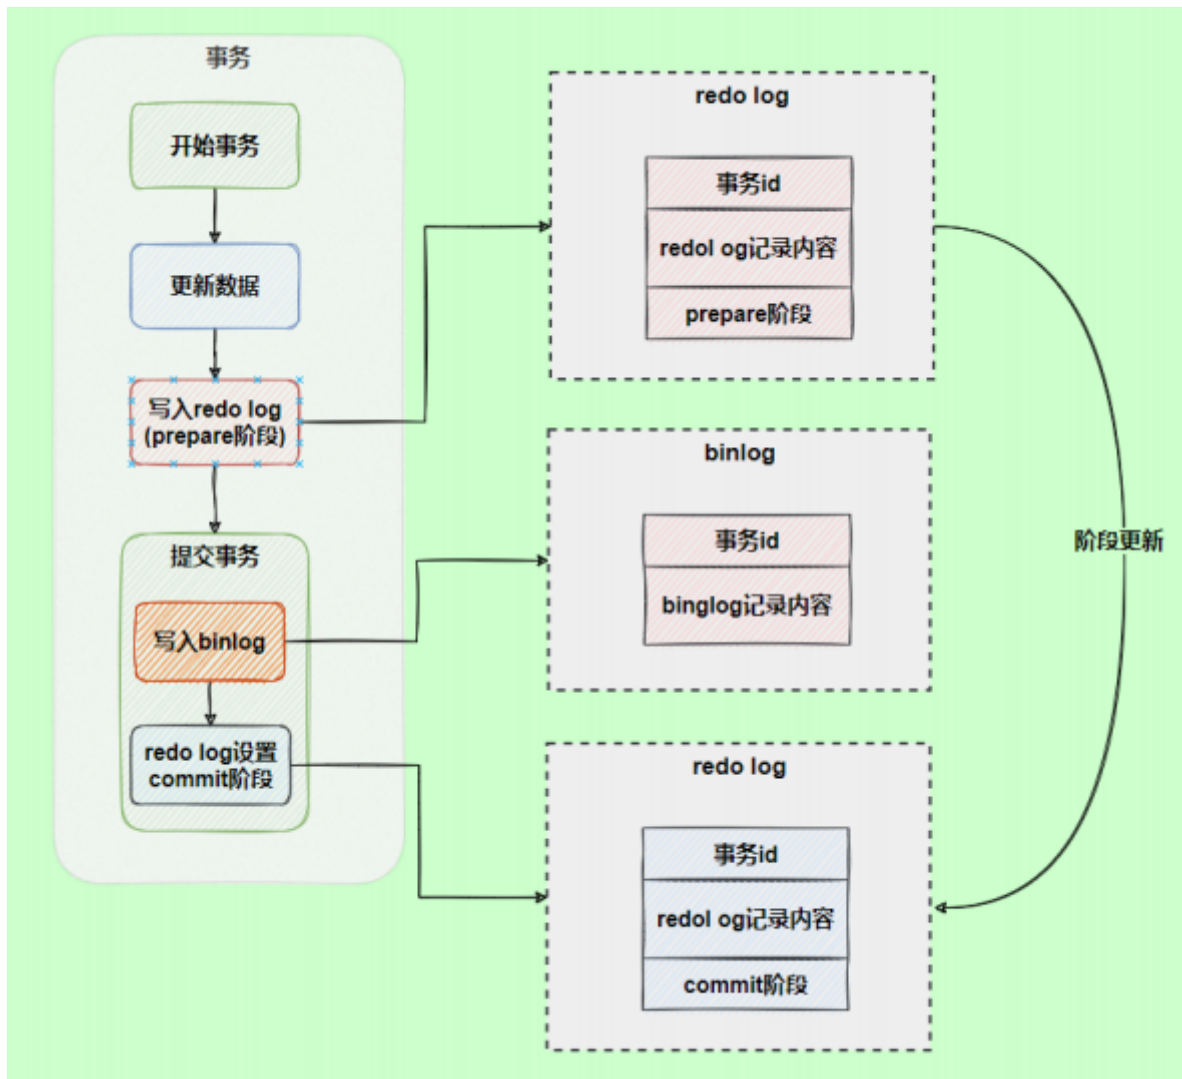 事务
开始事务
更新数据
写入redo log
(prepare阶段)
提交事务
写入binlog
redo log设置
commit阶段
redo log
事务id
redol og记录内容
prepare阶段
binlog
事务id
binglog记录内容
redo log
事务id
redol og记录内容
commit阶段
阶段更新